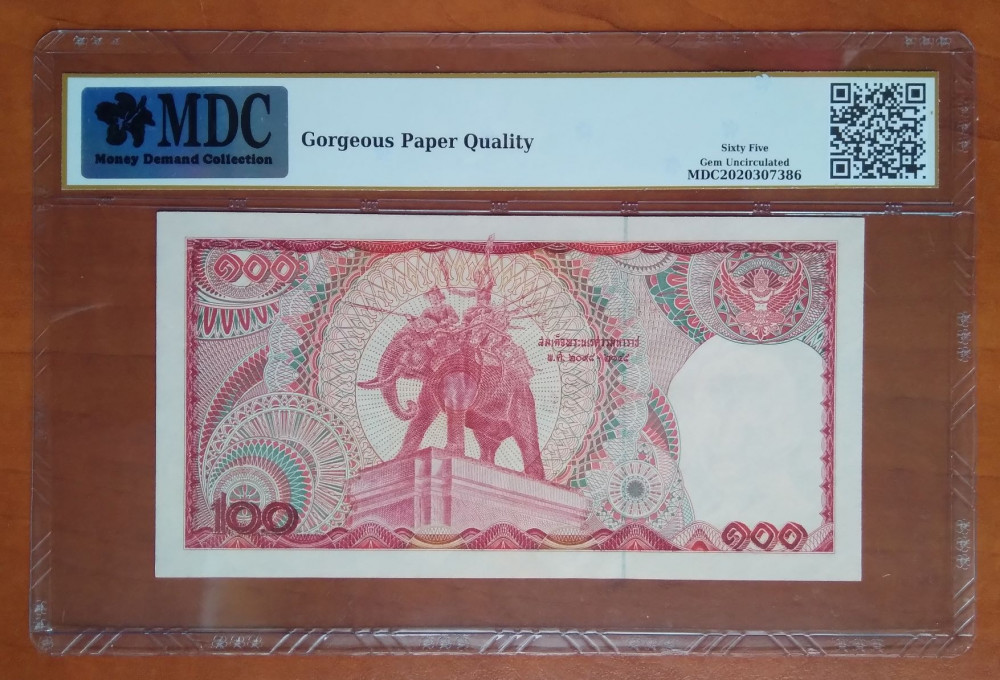 MDC
Money Demand Collection
Gorgeous Paper Quality
Sixty Five
Gem Uncirculated
MDC2020307386
๑๐๐
สมเด็จพระนเรศวรมหาราช
พ.ศ. ๒๐๙๘ - ๒๑๔๘
100
๑๐๐